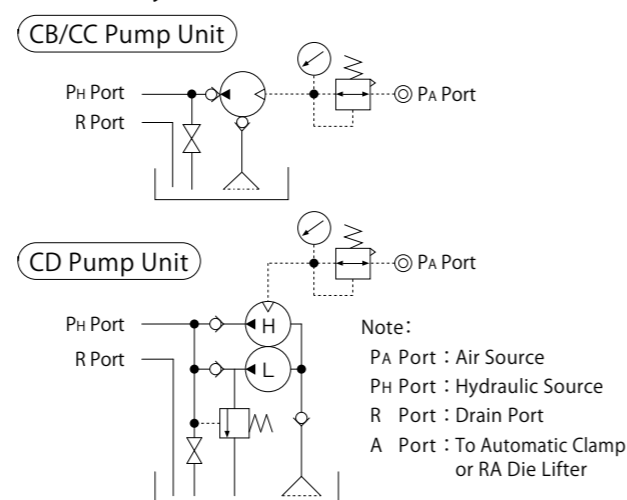 CB/CC Pump Unit
PH Port
R Port
PA Port
CD Pump Unit
PA Port
PH Port
R Port
H
L
Note：
PA Port：Air Source
PH Port：Hydraulic Source
R Port：Drain Port
A Port：To Automatic Clamp
or RA Die Lifter